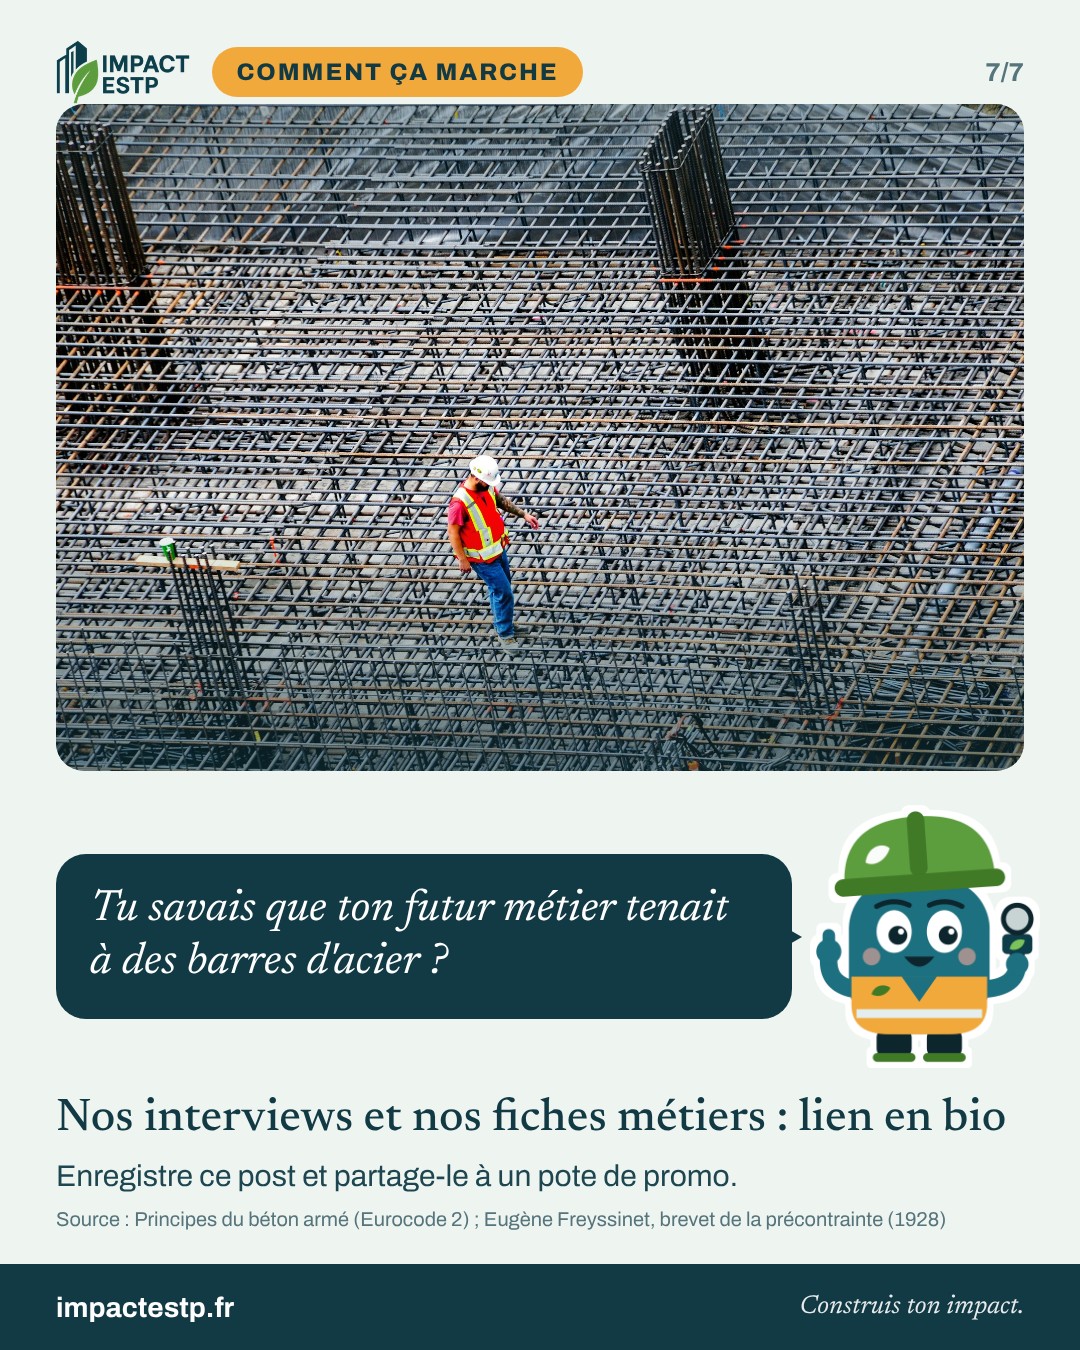 IMPACT
ESTP
COMMENT ÇA MARCHE
7/7
Tu savais que ton futur métier tenait
à des barres d'acier ?
Nos interviews et nos fiches métiers : lien en bio
Enregistre ce post et partage-le à un pote de promo.
Source : Principes du béton armé (Eurocode 2) ; Eugène Freyssinet, brevet de la précontrainte (1928)
impactestp.fr
Construis ton impact.